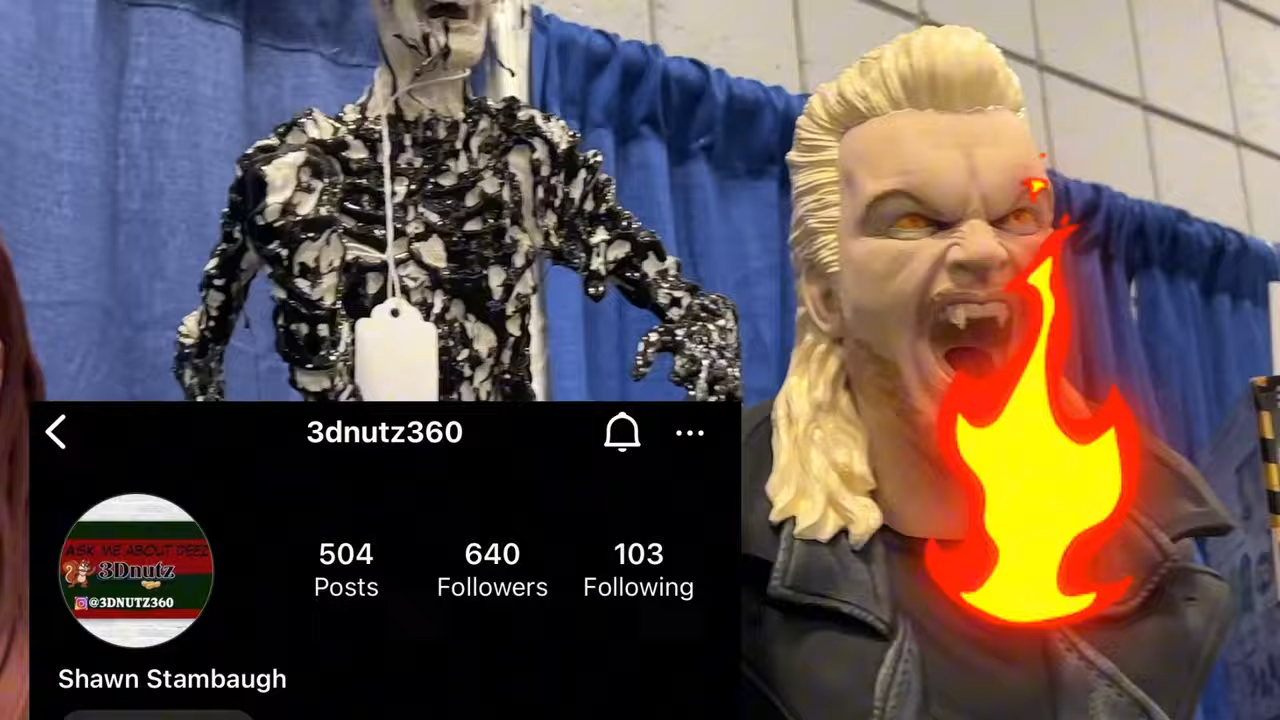 3dnutz360
504
640
103
Posts
Followers
Following
ASK ME ABOUT DEEZ
3Dnutz
@3DNUTZ360
Shawn Stambaugh